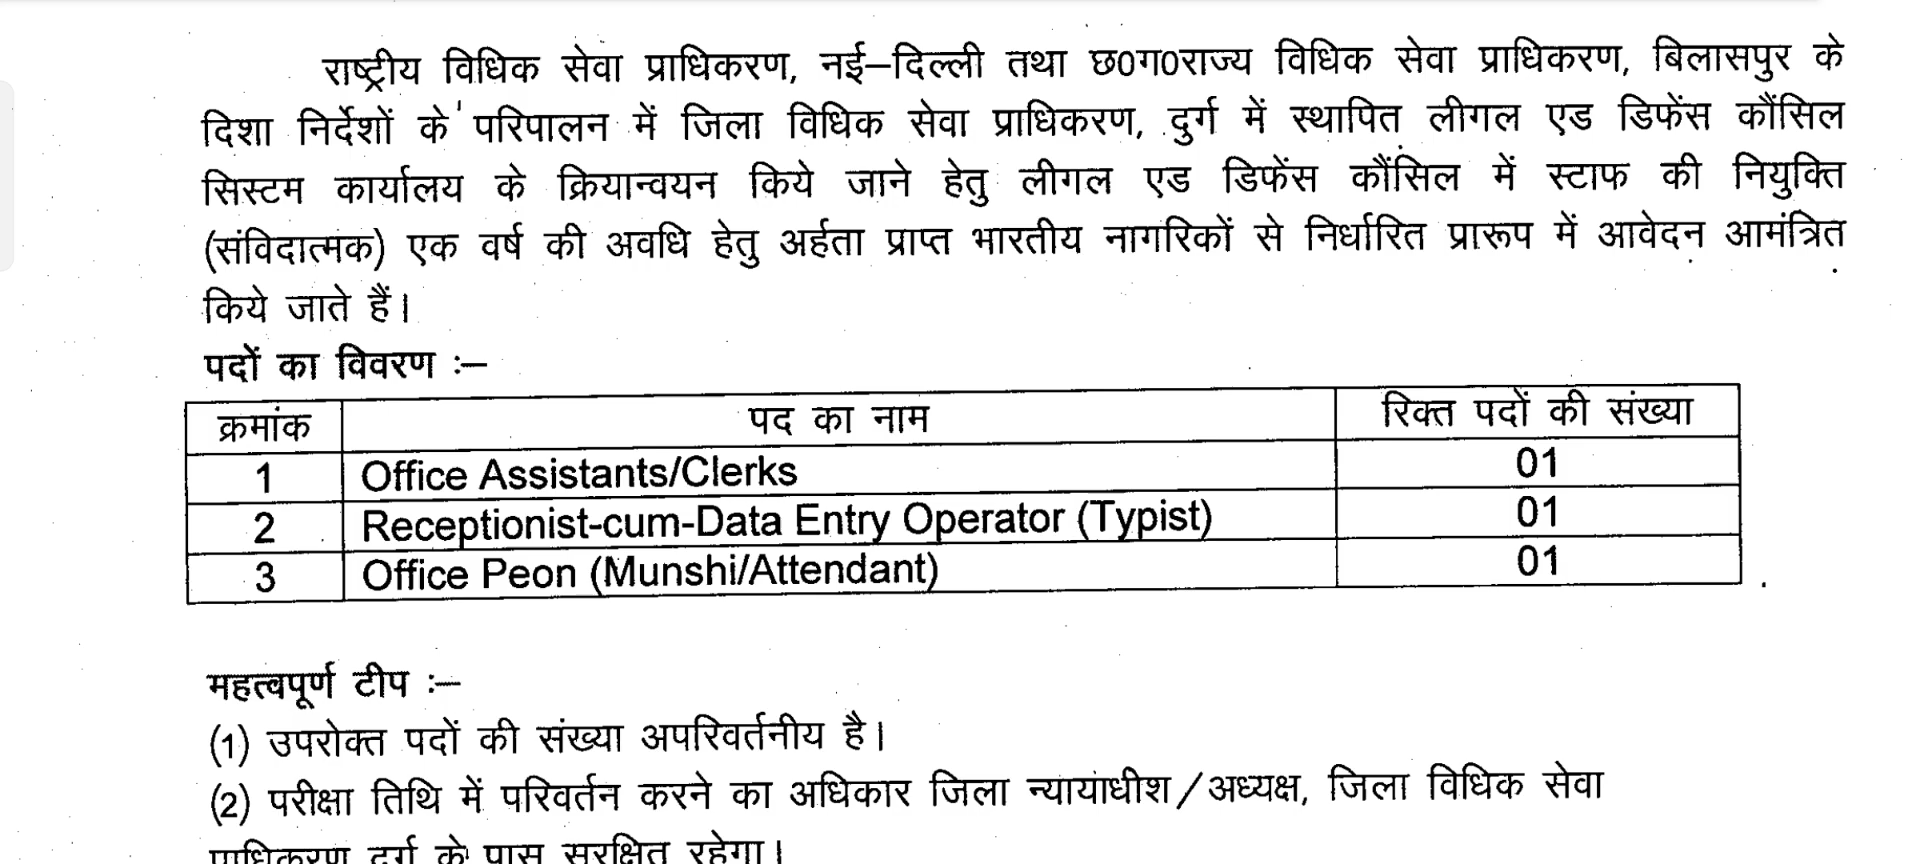 राष्ट्रीय विधिक सेवा प्राधिकरण, नई–दिल्ली तथा छ0ग0राज्य विधिक सेवा प्राधिकरण, बिलासपुर के
दिशा निर्देशों के परिपालन में जिला विधिक सेवा प्राधिकरण, दुर्ग में स्थापित लीगल एड डिफेंस कौंसिल
सिस्टम कार्यालय के क्रियान्वयन किये जाने हेतु लीगल एड डिफेंस कौंसिल में स्टाफ की नियुक्ति
(संविदात्मक) एक वर्ष की अवधि हेतु अर्हता प्राप्त भारतीय नागरिकों से निर्धारित प्रारूप में आवेदन आमंत्रित
किये जाते हैं।
पदों का विवरण :–
क्रमांक पद का नाम रिक्त पदों की संख्या
1 Office Assistants/Clerks 01
2 Receptionist-cum-Data Entry Operator (Typist) 01
3 Office Peon (Munshi/Attendant) 01
महत्वपूर्ण टीप :–
(1) उपरोक्त पदों की संख्या अपरिवर्तनीय है।
(2) परीक्षा तिथि में परिवर्तन करने का अधिकार जिला न्यायाधीश/अध्यक्ष, जिला विधिक सेवा
प्राधिकरण दुर्ग के पास सुरक्षित रहेगा।